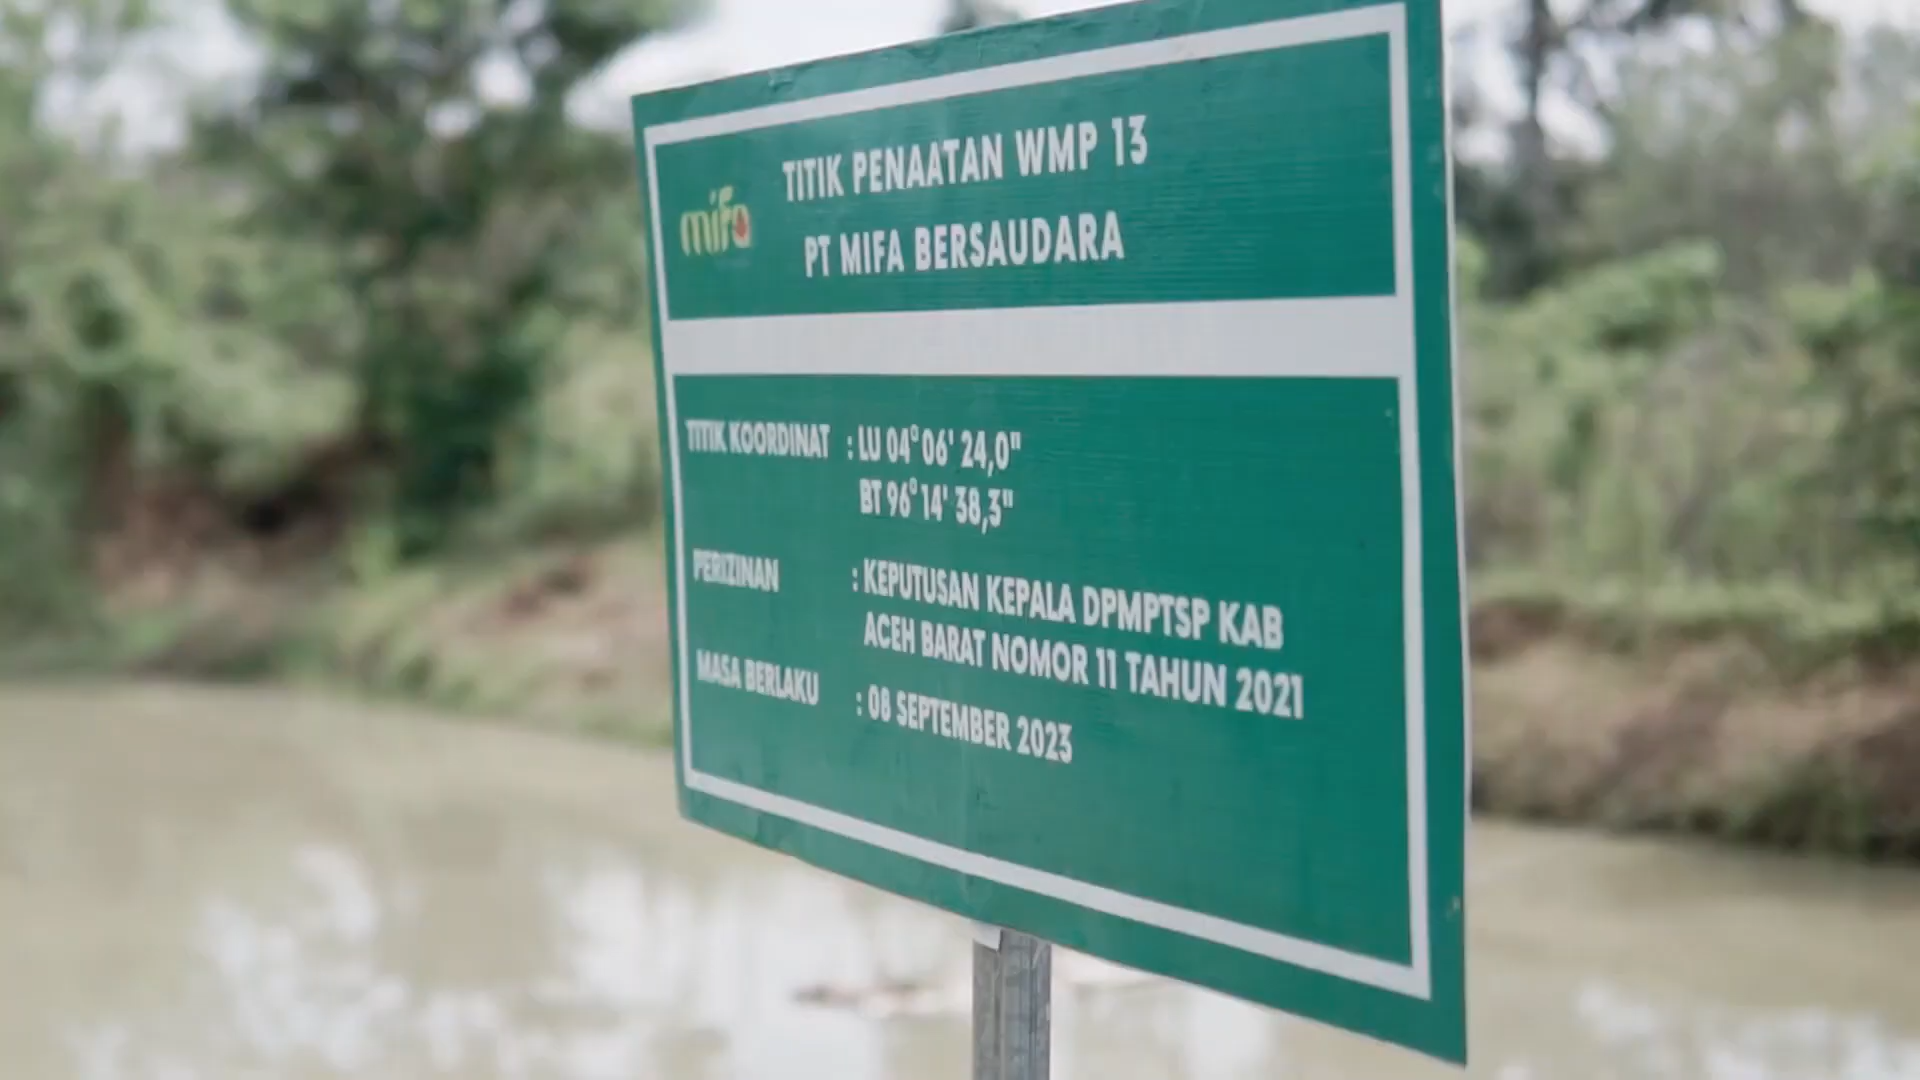 mifa
TITIK PENAATAN WMP 13
PT MIFA BERSAUDARA
TITIK KOORDINAT : LU 04° 06' 24,0"
BT 96° 14' 38,3"
PERIZINAN : KEPUTUSAN KEPALA DPMPTSP KAB
ACEH BARAT NOMOR 11 TAHUN 2021
MASA BERLAKU : 08 SEPTEMBER 2023